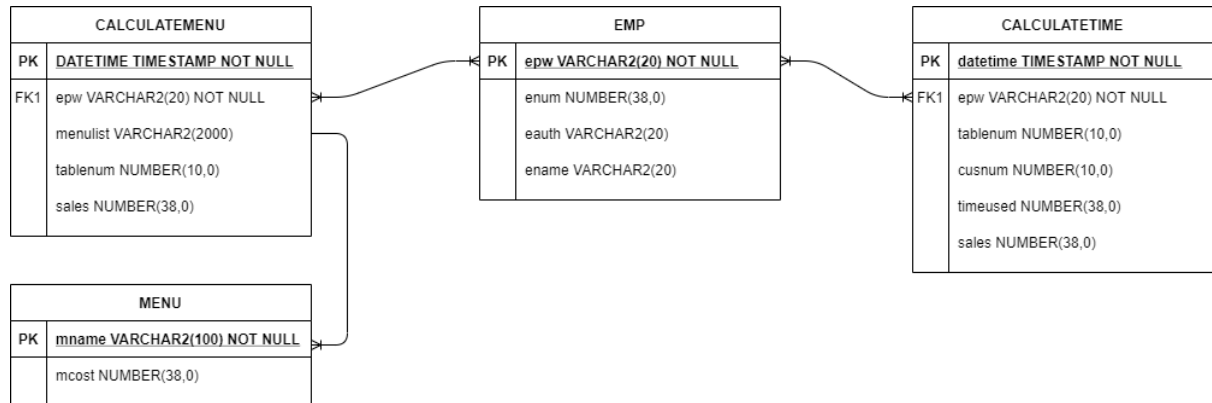 CALCULATEMENU
PK DATETIME TIMESTAMP NOT NULL
FK1 epw VARCHAR2(20) NOT NULL
menulist VARCHAR2(2000)
tablenum NUMBER(10,0)
sales NUMBER(38,0)
EMP
PK epw VARCHAR2(20) NOT NULL
enum NUMBER(38,0)
eauth VARCHAR2(20)
ename VARCHAR2(20)
CALCULATETIME
PK datetime TIMESTAMP NOT NULL
FK1 epw VARCHAR2(20) NOT NULL
tablenum NUMBER(10,0)
cusnum NUMBER(10,0)
timeused NUMBER(38,0)
sales NUMBER(38,0)
MENU
PK mname VARCHAR2(100) NOT NULL
mcost NUMBER(38,0)